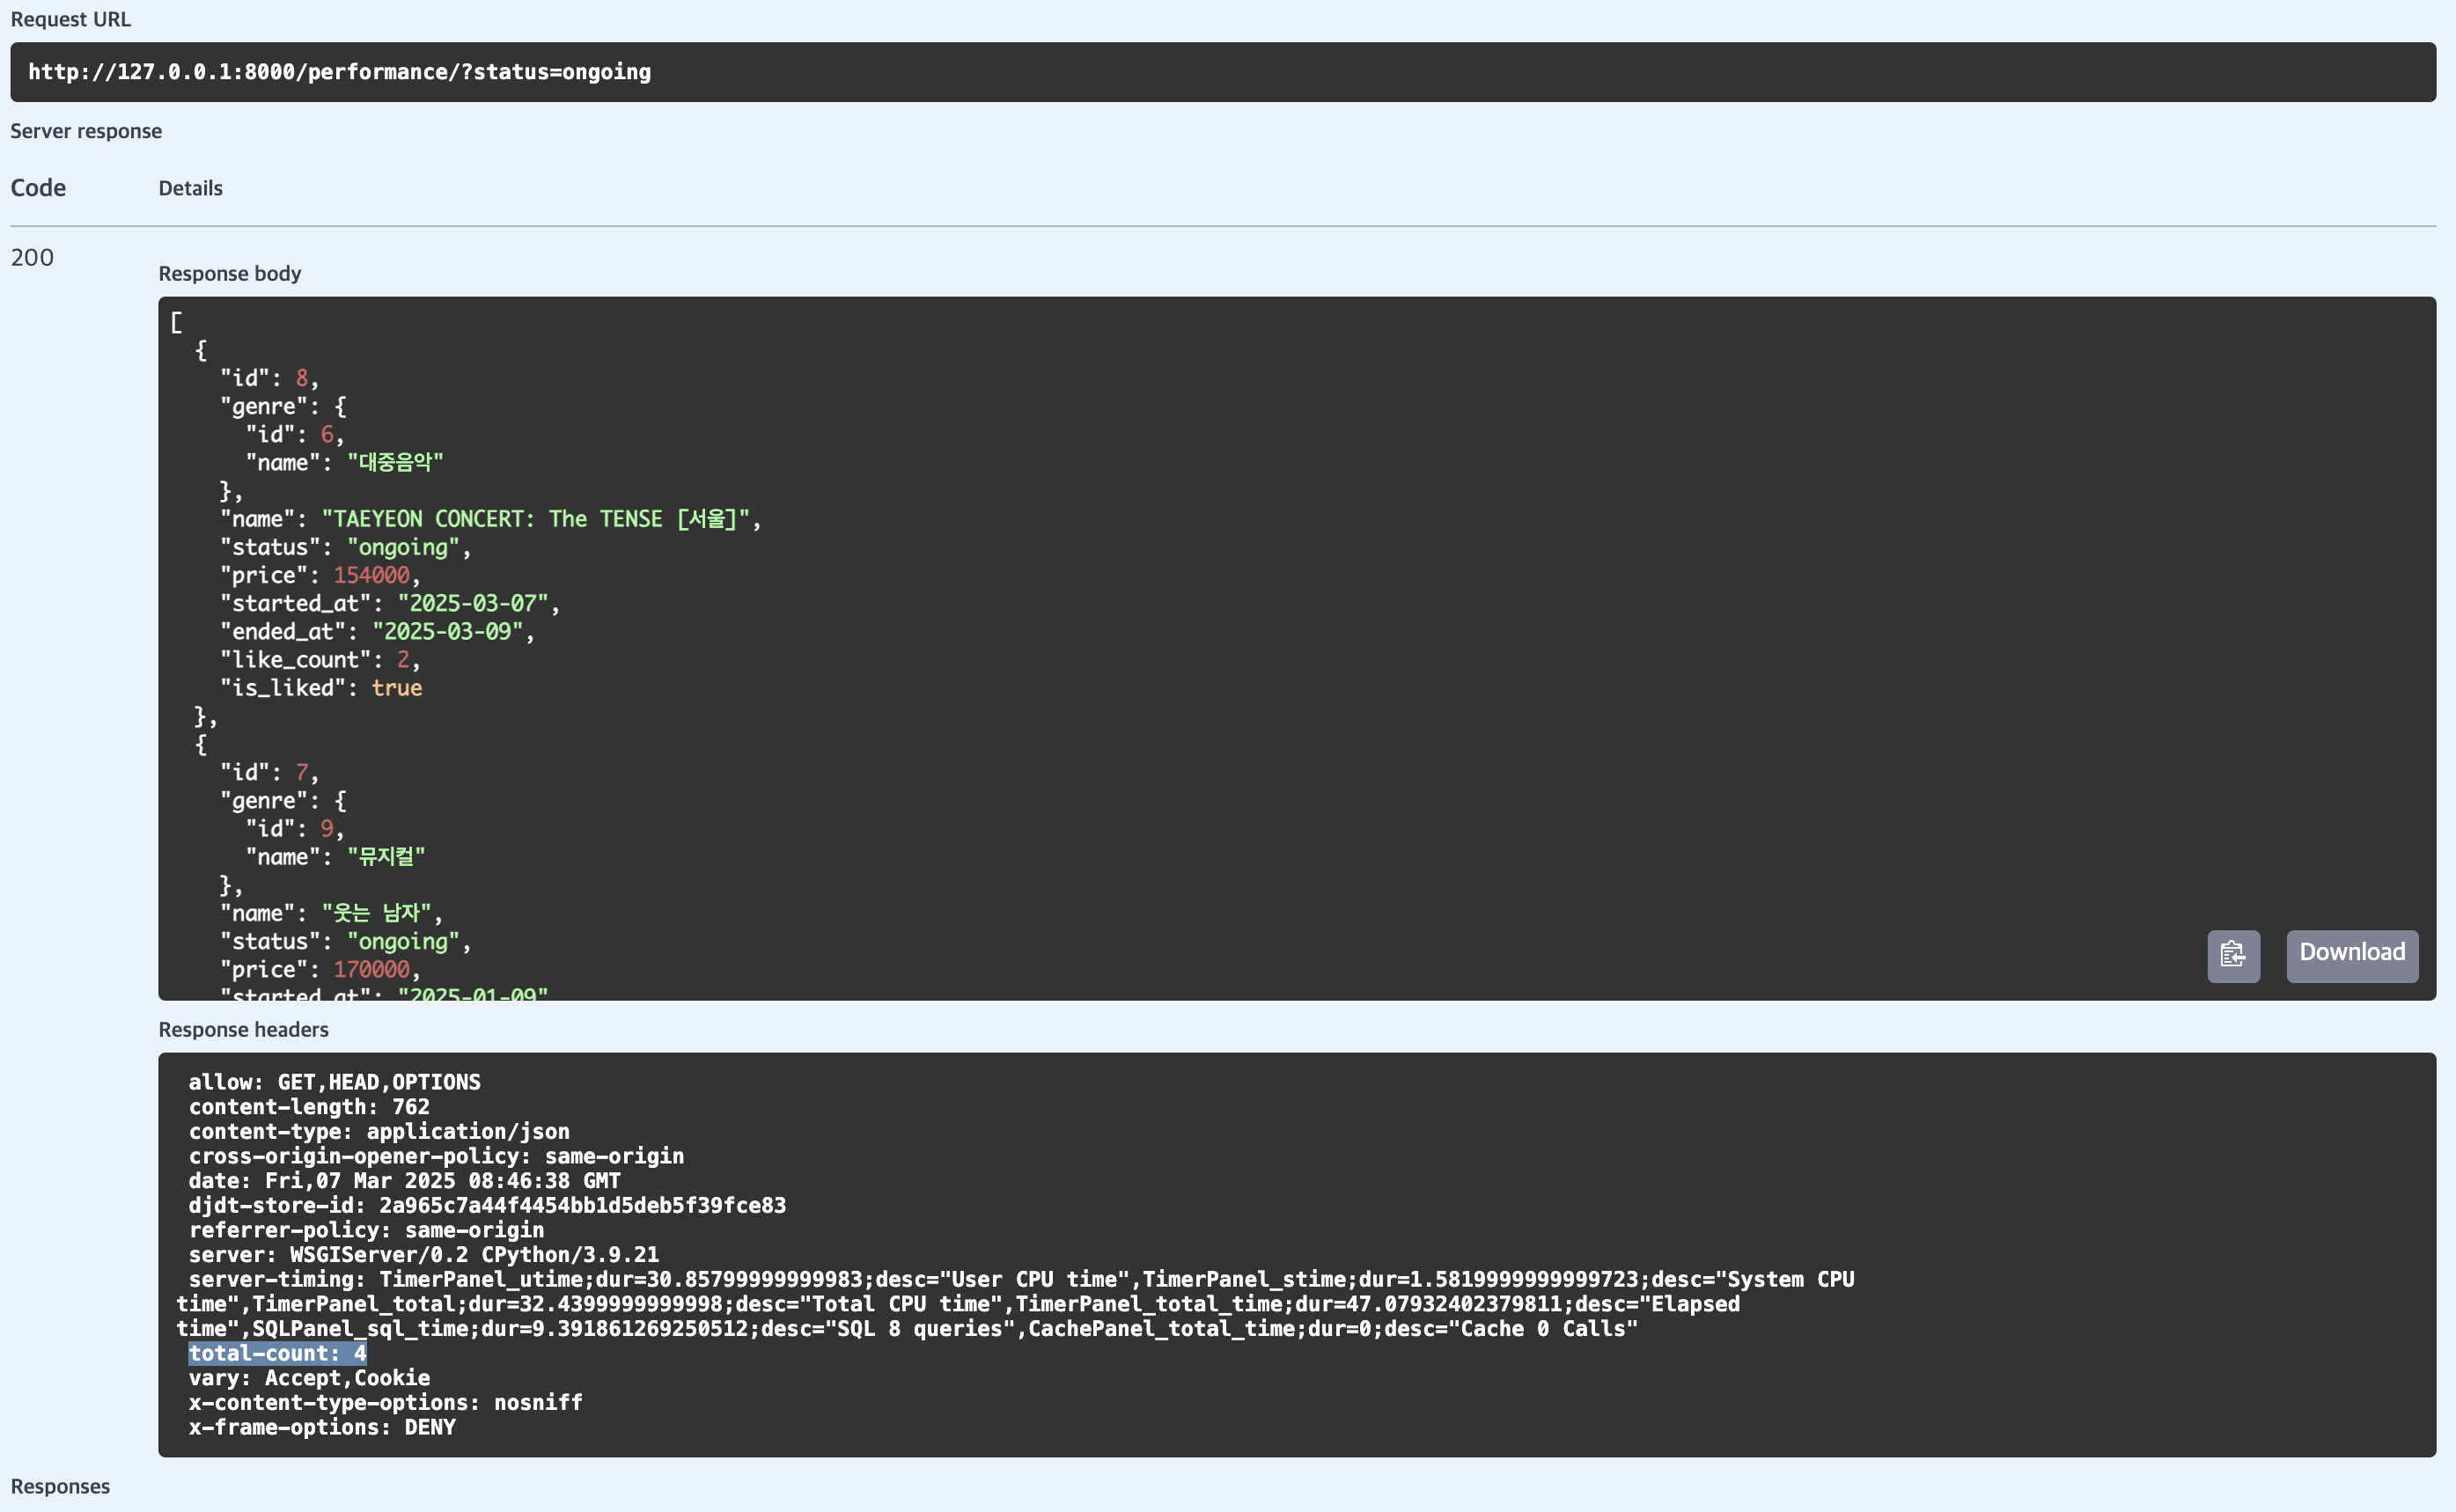 Request URL
http://127.0.0.1:8000/performance/?status=ongoing
Server response
Code Details
200
Response body
[
  {
    "id": 8,
    "genre": {
      "id": 6,
      "name": "대중음악"
    },
    "name": "TAEYEON CONCERT: The TENSE [서울]",
    "status": "ongoing",
    "price": 154000,
    "started_at": "2025-03-07",
    "ended_at": "2025-03-09",
    "like_count": 2,
    "is_liked": true
  },
  {
    "id": 7,
    "genre": {
      "id": 9,
      "name": "뮤지컬"
    },
    "name": "웃는 남자",
    "status": "ongoing",
    "price": 170000,
    "started_at": "2025-01-09"
Download
Response headers
allow: GET,HEAD,OPTIONS
content-length: 762
content-type: application/json
cross-origin-opener-policy: same-origin
date: Fri,07 Mar 2025 08:46:38 GMT
djdt-store-id: 2a965c7a44f4454bb1d5deb5f39fce83
referrer-policy: same-origin
server: WSGIServer/0.2 CPython/3.9.21
server-timing: TimerPanel_utime;dur=30.85799999999983;desc="User CPU time",TimerPanel_stime;dur=1.5819999999999723;desc="System CPU
time",TimerPanel_total;dur=32.4399999999998;desc="Total CPU time",TimerPanel_total_time;dur=47.07932402379811;desc="Elapsed
time",SQLPanel_sql_time;dur=9.391861269250512;desc="SQL 8 queries",CachePanel_total_time;dur=0;desc="Cache 0 Calls"
total-count: 4
vary: Accept,Cookie
x-content-type-options: nosniff
x-frame-options: DENY
Responses